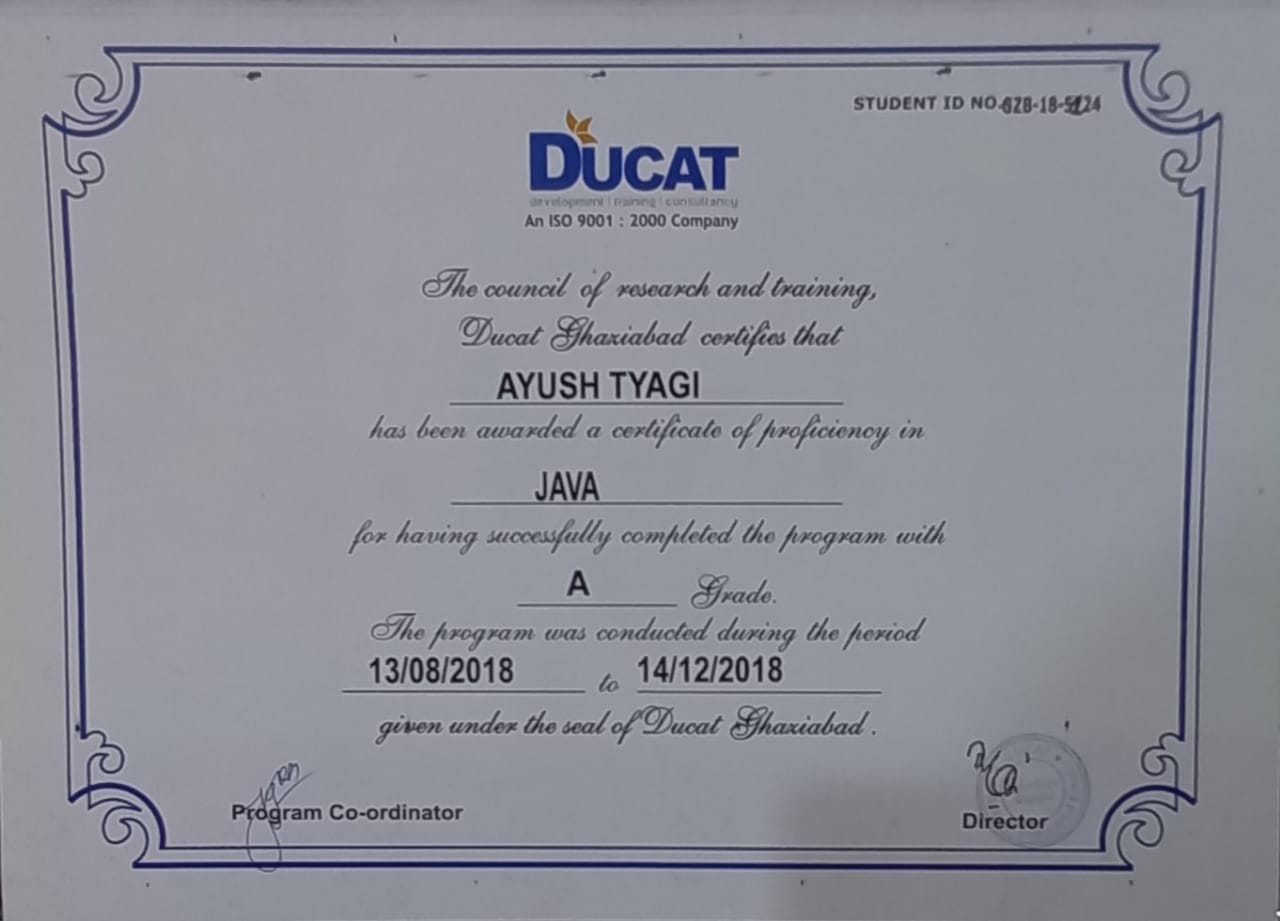 STUDENT ID NO.
DUCAT
development | training | consultancy
An ISO 9001 : 2000 Company
The council of research and training,
Ducat Ghaziabad certifies that
AYUSH TYAGI
has been awarded a certificate of proficiency in
JAVA
for having successfully completed the program with
A Grade.
The program was conducted during the period
13/08/2018 to 14/12/2018
given under the seal of Ducat Ghaziabad .
Program Co-ordinator
Director